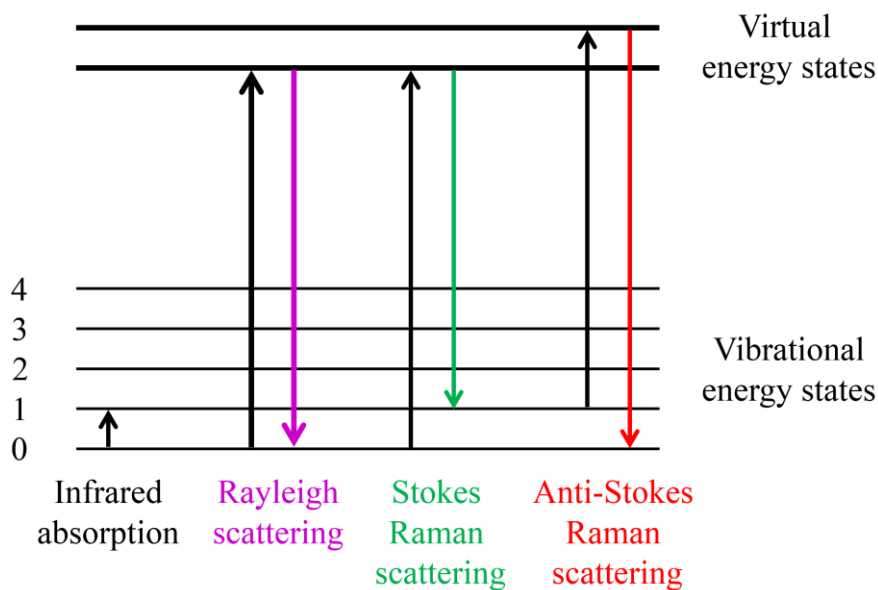 Virtual
energy states
4
3
2
1
0
Vibrational
energy states
Infrared
absorption
Rayleigh
scattering
Stokes
Raman
scattering
Anti-Stokes
Raman
scattering